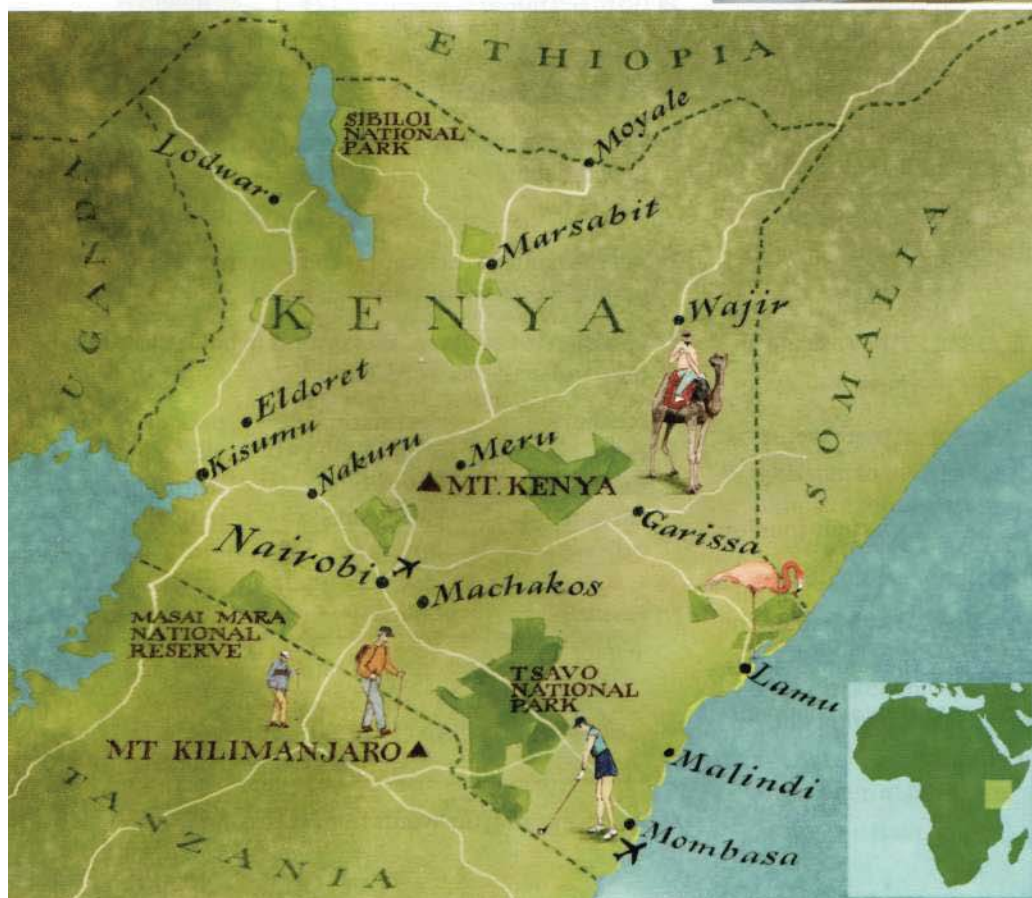 ETHIOPIA
SIBILOI
NATIONAL
PARK
Moyale
Lodwar
Marsabit
UGANDA
KENYA
Wajir
SOMALIA
Eldoret
Kisumu
Nakuru
Meru
MT. KENYA
Garissa
Nairobi
Machakos
MASAI MARA
NATIONAL
RESERVE
TSAVO
NATIONAL
PARK
Lamu
MT KILIMANJARO
Malindi
TANZANIA
Mombasa